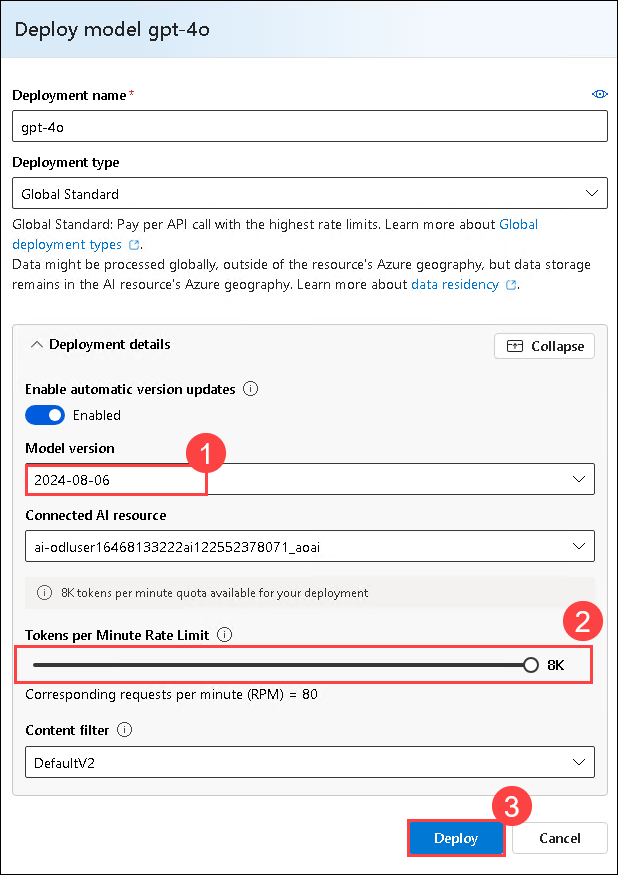 Deploy model gpt-4o
Deployment name*
gpt-4o
Deployment type
Global Standard
Global Standard: Pay per API call with the highest rate limits. Learn more about Global
deployment types .
Data might be processed globally, outside of the resource's Azure geography, but data storage
remains in the AI resource's Azure geography. Learn more about data residency .
Deployment details
Collapse
Enable automatic version updates
Enabled
Model version
1
2024-08-06
Connected AI resource
ai-odluser16468133222ai122552378071_aoai
8K tokens per minute quota available for your deployment
2
Tokens per Minute Rate Limit
8K
Corresponding requests per minute (RPM) = 80
Content filter
DefaultV2
3
Deploy
Cancel